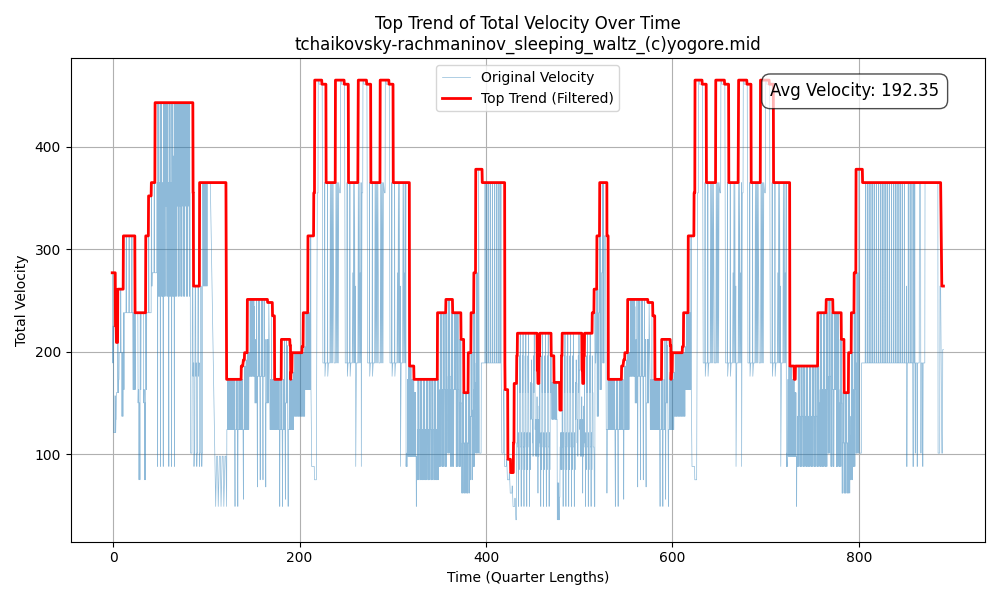 Top Trend of Total Velocity Over Time
tchaikovsky-rachmaninov_sleeping_waltz_(c)yogore.mid
Original Velocity
Top Trend (Filtered)
Avg Velocity: 192.35
Total Velocity
400
300
200
100
0 200 400 600 800
Time (Quarter Lengths)